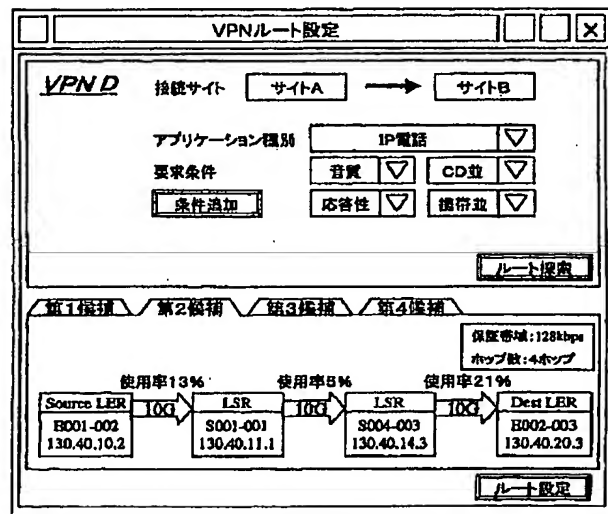 VPNルート設定
VPN D 接続サイト サイトA サイトB
アプリケーション種別 IP電話
要求条件 音質 CD並
条件追加 応答性 携帯並
ルート探索
第1候補 第2候補 第3候補 第4候補
保証帯域:128kbps
ホップ数:4ホップ
使用率13% 使用率5% 使用率21%
Source LER 10G LSR 10G LSR 10G Dest LER
E001-002 S001-001 S004-003 E002-003
130.40.10.2 130.40.11.1 130.40.14.3 130.40.20.3
ルート設定